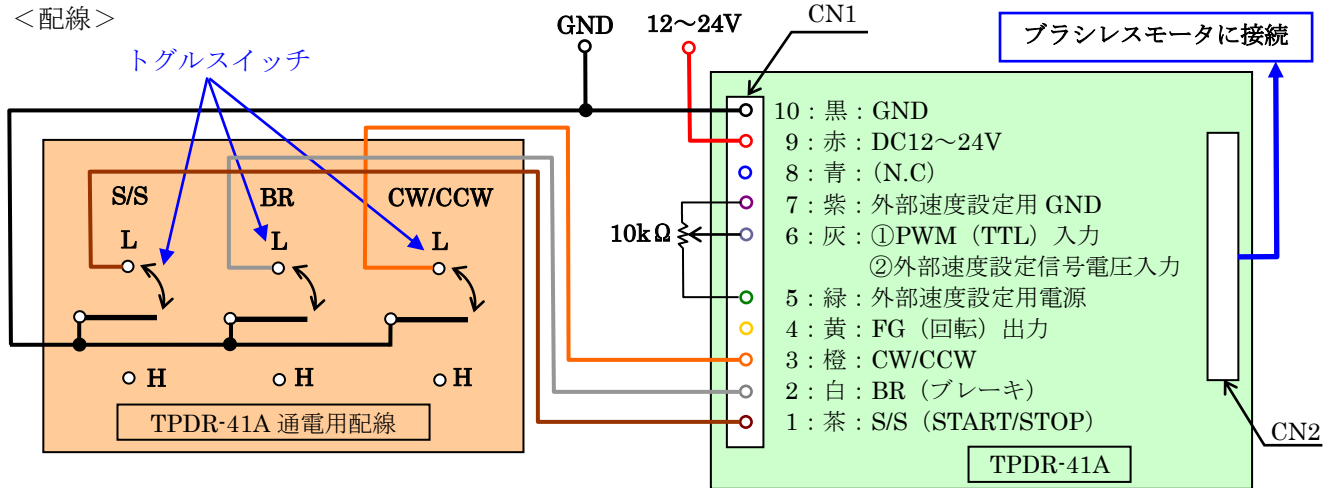 ＜配線＞
トグルスイッチ
GND
12～24V
CN1
ブラシレスモータに接続
10：黒：GND
9：赤：DC12～24V
8：青：(N.C)
7：紫：外部速度設定用 GND
10kΩ
6：灰：①PWM（TTL）入力
②外部速度設定信号電圧入力
5：緑：外部速度設定用電源
4：黄：FG（回転）出力
3：橙：CW/CCW
2：白：BR（ブレーキ）
1：茶：S/S（START/STOP）
S/S
BR
CW/CCW
L
L
L
H
H
H
TPDR-41A 通電用配線
TPDR-41A
CN2